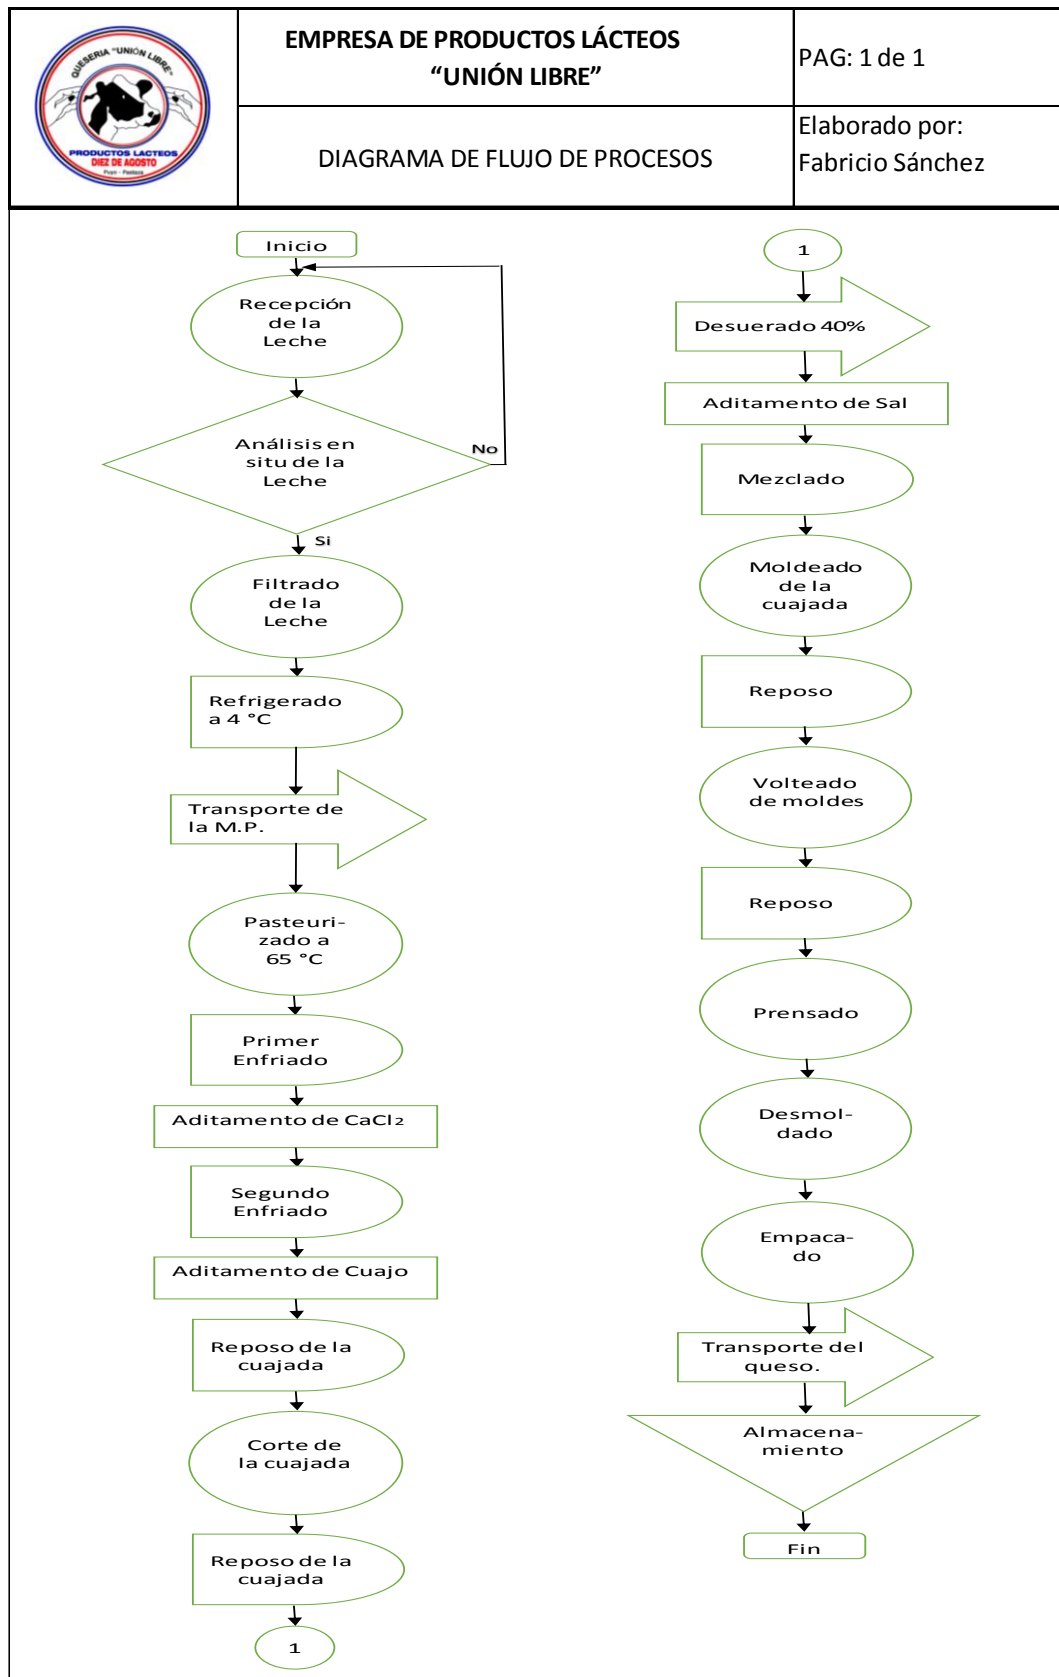 QUESERIA "UNIÓN LIBRE"
PRODUCTOS LACTEOS
DIEZ DE AGOSTO
Puyo - Pastaza
EMPRESA DE PRODUCTOS LÁCTEOS
“UNIÓN LIBRE”
PAG: 1 de 1
DIAGRAMA DE FLUJO DE PROCESOS
Elaborado por:
Fabricio Sánchez
Inicio
Recepción
de la
Leche
Análisis en
situ de la
Leche
No
Si
Filtrado
de la
Leche
Refrigerado
a 4 °C
Transporte de
la M.P.
Pasteuri-
zado a
65 °C
Primer
Enfriado
Aditamento de CaCl2
Segundo
Enfriado
Aditamento de Cuajo
Reposo de la
cuajada
Corte de
la cuajada
Reposo de la
cuajada
1
1
Desuerado 40%
Aditamento de Sal
Mezclado
Moldeado
de la
cuajada
Reposo
Volteado
de moldes
Reposo
Prensado
Desmol-
dado
Empaca-
do
Transporte del
queso.
Almacena-
miento
Fin